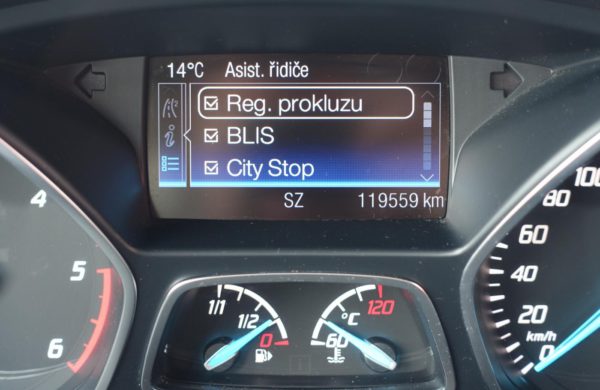 14°C Asist. řidiče
Reg. prokluzu
BLIS
City Stop
SZ 119559 km
4
5
6
1/1
1/2
0
60
°C
120
100
80
60
40
20
0
km/h